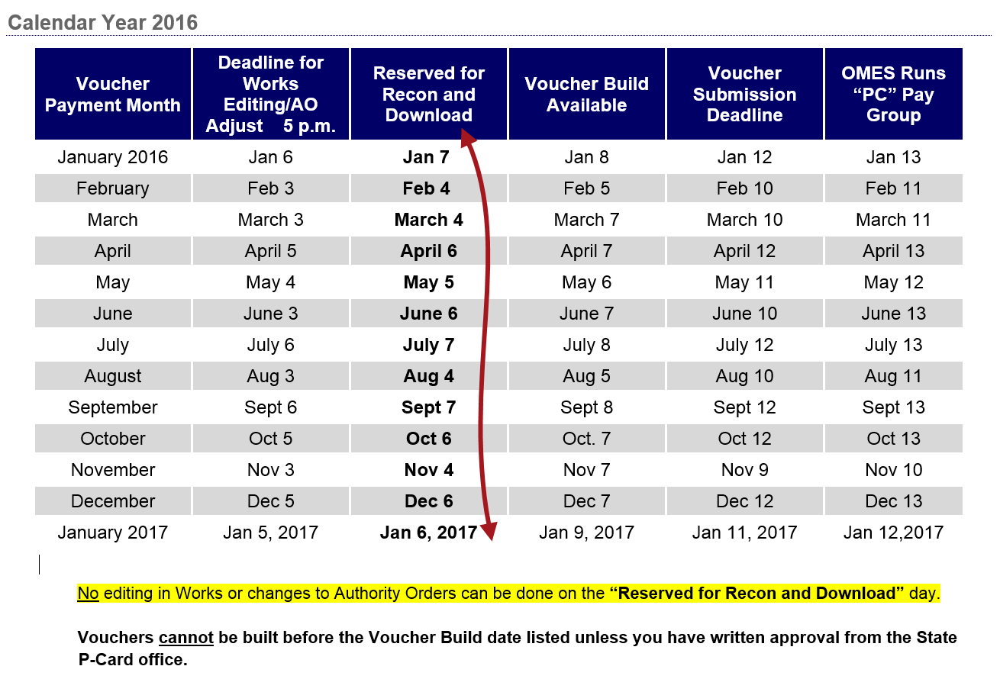 Calendar Year 2016
Voucher Payment Month | Deadline for Works Editing/AO Adjust 5 p.m. | Reserved for Recon and Download | Voucher Build Available | Voucher Submission Deadline | OMES Runs “PC” Pay Group
January 2016 | Jan 6 | Jan 7 | Jan 8 | Jan 12 | Jan 13
February | Feb 3 | Feb 4 | Feb 5 | Feb 10 | Feb 11
March | March 3 | March 4 | March 7 | March 10 | March 11
April | April 5 | April 6 | April 7 | April 12 | April 13
May | May 4 | May 5 | May 6 | May 11 | May 12
June | June 3 | June 6 | June 7 | June 10 | June 13
July | July 6 | July 7 | July 8 | July 12 | July 13
August | Aug 3 | Aug 4 | Aug 5 | Aug 10 | Aug 11
September | Sept 6 | Sept 7 | Sept 8 | Sept 12 | Sept 13
October | Oct 5 | Oct 6 | Oct. 7 | Oct 12 | Oct 13
November | Nov 3 | Nov 4 | Nov 7 | Nov 9 | Nov 10
December | Dec 5 | Dec 6 | Dec 7 | Dec 12 | Dec 13
January 2017 | Jan 5, 2017 | Jan 6, 2017 | Jan 9, 2017 | Jan 11, 2017 | Jan 12,2017
No editing in Works or changes to Authority Orders can be done on the “Reserved for Recon and Download” day.
Vouchers cannot be built before the Voucher Build date listed unless you have written approval from the State
P-Card office.